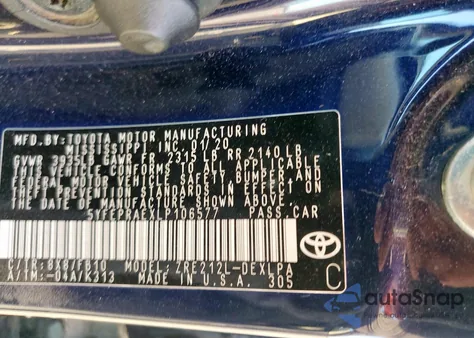 MFD.BY: TOYOTA MOTOR MANUFACTURING
MISSISSIPPI, INC. 01/20
GVWR 3935LB GAWR FR 2315 LB RR 2140 LB
THIS VEHICLE CONFORMS TO ALL APPLICABLE
FEDERAL MOTOR VEHICLE SAFETY, BUMPER AND
THEFT PREVENTION STANDARDS IN EFFECT ON
THE DATE OF MANUFACTURE SHOWN ABOVE.
5YFEPRAEXLP106577 PASS.CAR
C/TR: 8X8/FB10 MODEL: ZRE212L-DEXLPA
A/TM: -04A/K313 MADE IN U.S.A. 305
TOYOTA
C
autoSnap